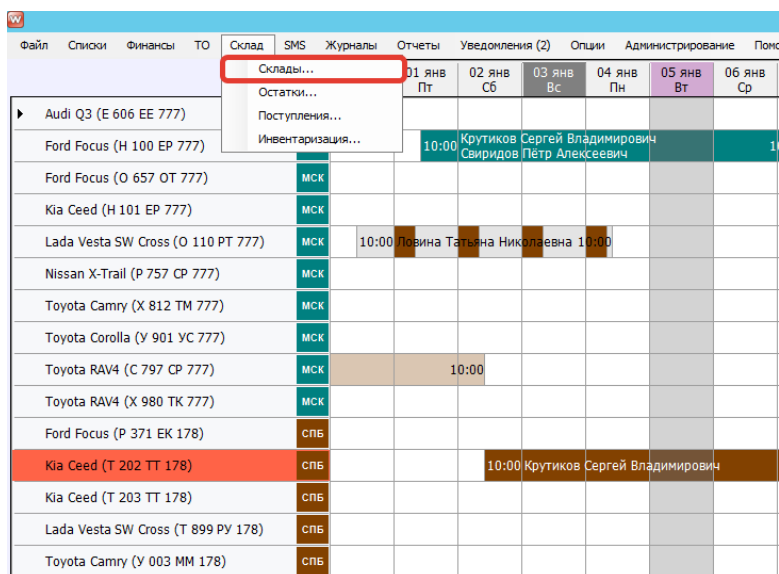 W
Файл Списки Финансы ТО Склад SMS Журналы Отчеты Уведомления (2) Опции Администрирование
Склады...
Остатки...
Поступления...
Инвентаризация...
01 янв 02 янв 03 янв 04 янв 05 янв 06 янв
Пт Сб Вс Пн Вт Ср
Audi Q3 (Е 606 ЕЕ 777)
Ford Focus (Н 100 ЕР 777) 10:00 Крутиков Сергей Владимирович
Свиридов Пётр Алексеевич
Ford Focus (О 657 ОТ 777) МСК
Kia Ceed (Н 101 ЕР 777) МСК
Lada Vesta SW Cross (О 110 РТ 777) МСК 10:00 Ловина Татьяна Николаевна 10:00
Nissan X-Trail (Р 757 СР 777) МСК
Toyota Camry (Х 812 ТМ 777) МСК
Toyota Corolla (У 901 УС 777) МСК
Toyota RAV4 (С 797 СР 777) МСК 10:00
Toyota RAV4 (Х 980 ТК 777) МСК
Ford Focus (Р 371 ЕК 178) СПБ
Kia Ceed (Т 202 ТТ 178) СПБ 10:00 Крутиков Сергей Владимирович
Kia Ceed (Т 203 ТТ 178) СПБ
Lada Vesta SW Cross (Т 899 РУ 178) СПБ
Toyota Camry (У 003 ММ 178) СПБ